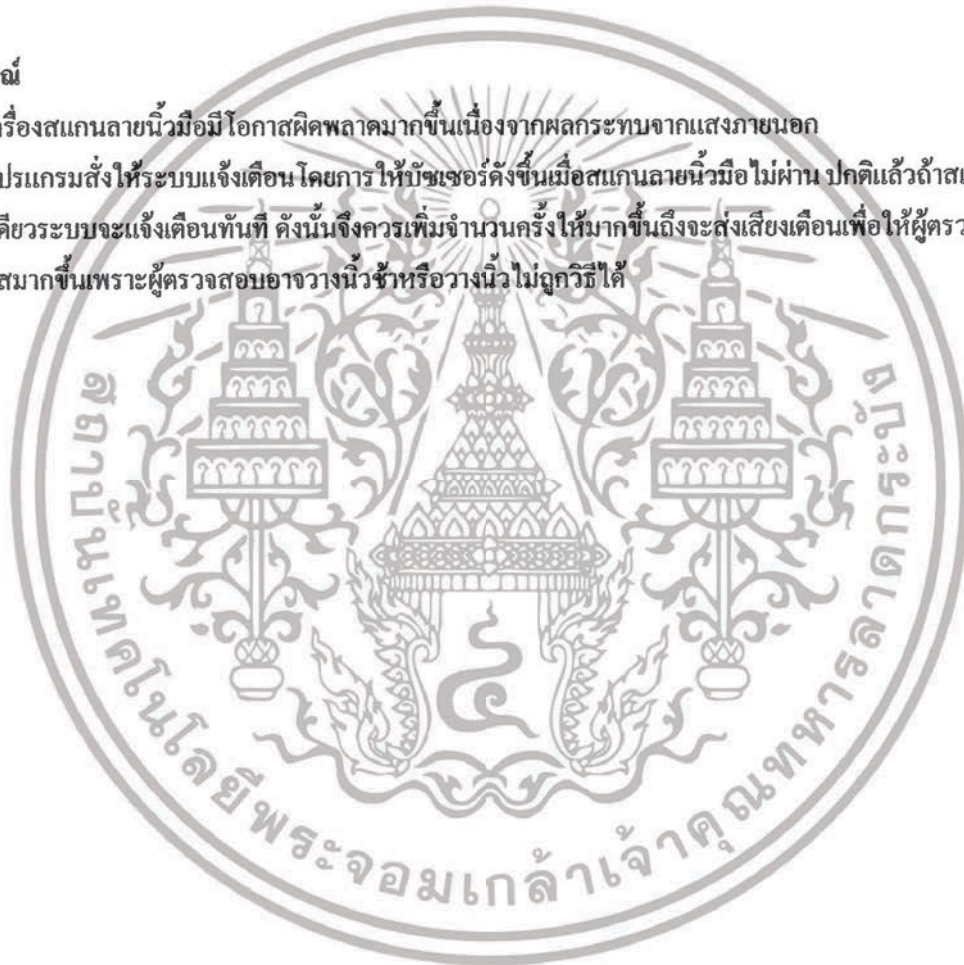 ณ์
รื่องสแกนลายนิ้วมือมีโอกาสผิดพลาดมากขึ้นเนื่องจากผลกระทบจากแสงภายนอก
ปรแกรมสั่งให้ระบบแจ้งเตือนโดยการให้บัซเซอร์ดังขึ้นเมื่อสแกนลายนิ้วมือไม่ผ่าน ปกติแล้วถ้าสแ
ดียวระบบจะแจ้งเตือนทันที ดังนั้นจึงควรเพิ่มจำนวนครั้งให้มากขึ้นถึงจะส่งเสียงเตือนเพื่อให้ผู้ตรว
สมากขึ้นเพราะผู้ตรวจสอบอาจวางนิ้วช้าหรือวางนิ้วไม่ถูกวิธีได้
สถาบันเทคโนโลยีพระจอมเกล้าเจ้าคุณทหารลาดกระบัง